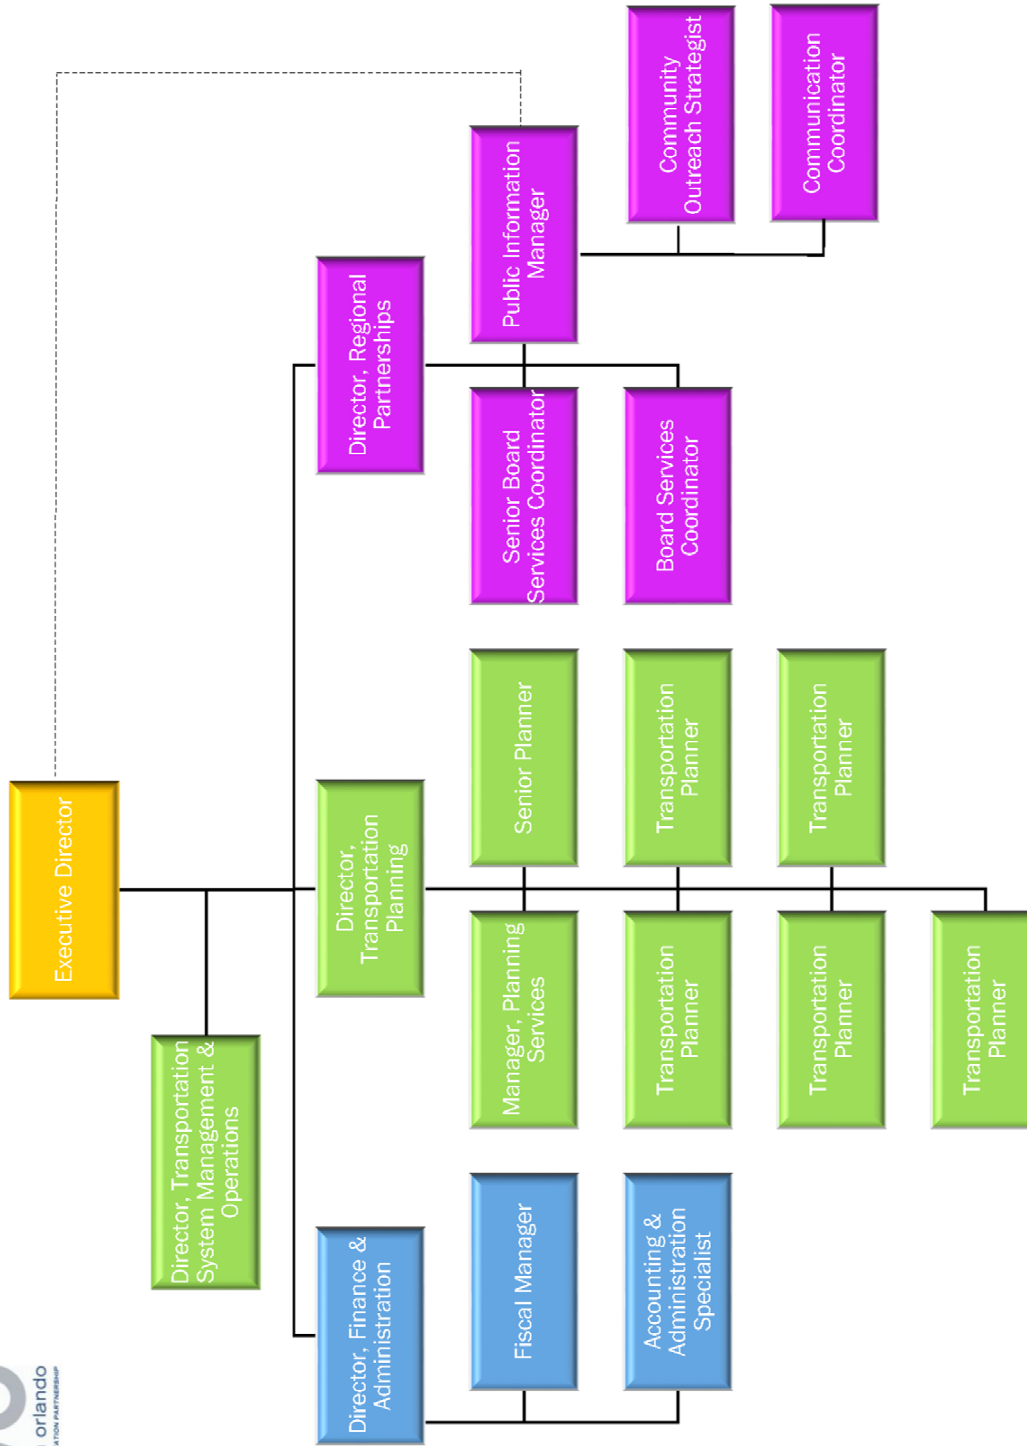 orlando
ATION PARTNERSHIP
Executive Director
Director, Transportation
System Management &
Operations
Director, Finance &
Administration
Director,
Transportation
Planning
Director, Regional
Partnerships
Fiscal Manager
Accounting &
Administration
Specialist
Manager, Planning
Services
Senior Planner
Transportation
Planner
Transportation
Planner
Transportation
Planner
Transportation
Planner
Transportation
Planner
Senior Board
Services Coordinator
Public Information
Manager
Board Services
Coordinator
Community
Outreach Strategist
Communication
Coordinator